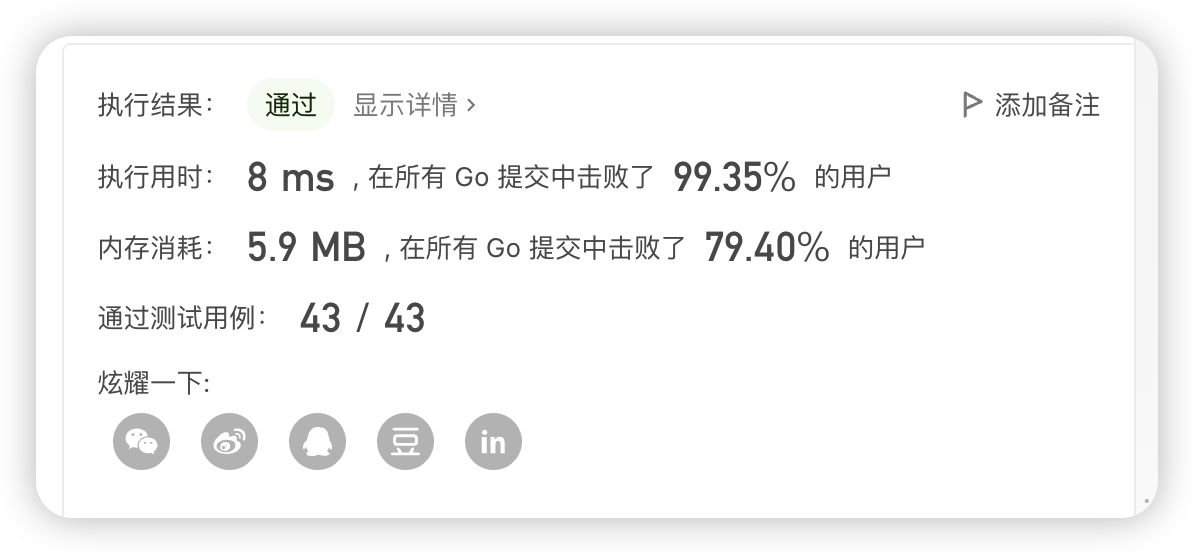 执行结果： 通过 显示详情 > 添加备注
执行用时： 8 ms , 在所有 Go 提交中击败了 99.35% 的用户
内存消耗： 5.9 MB , 在所有 Go 提交中击败了 79.40% 的用户
通过测试用例： 43 / 43
炫耀一下:
豆 in